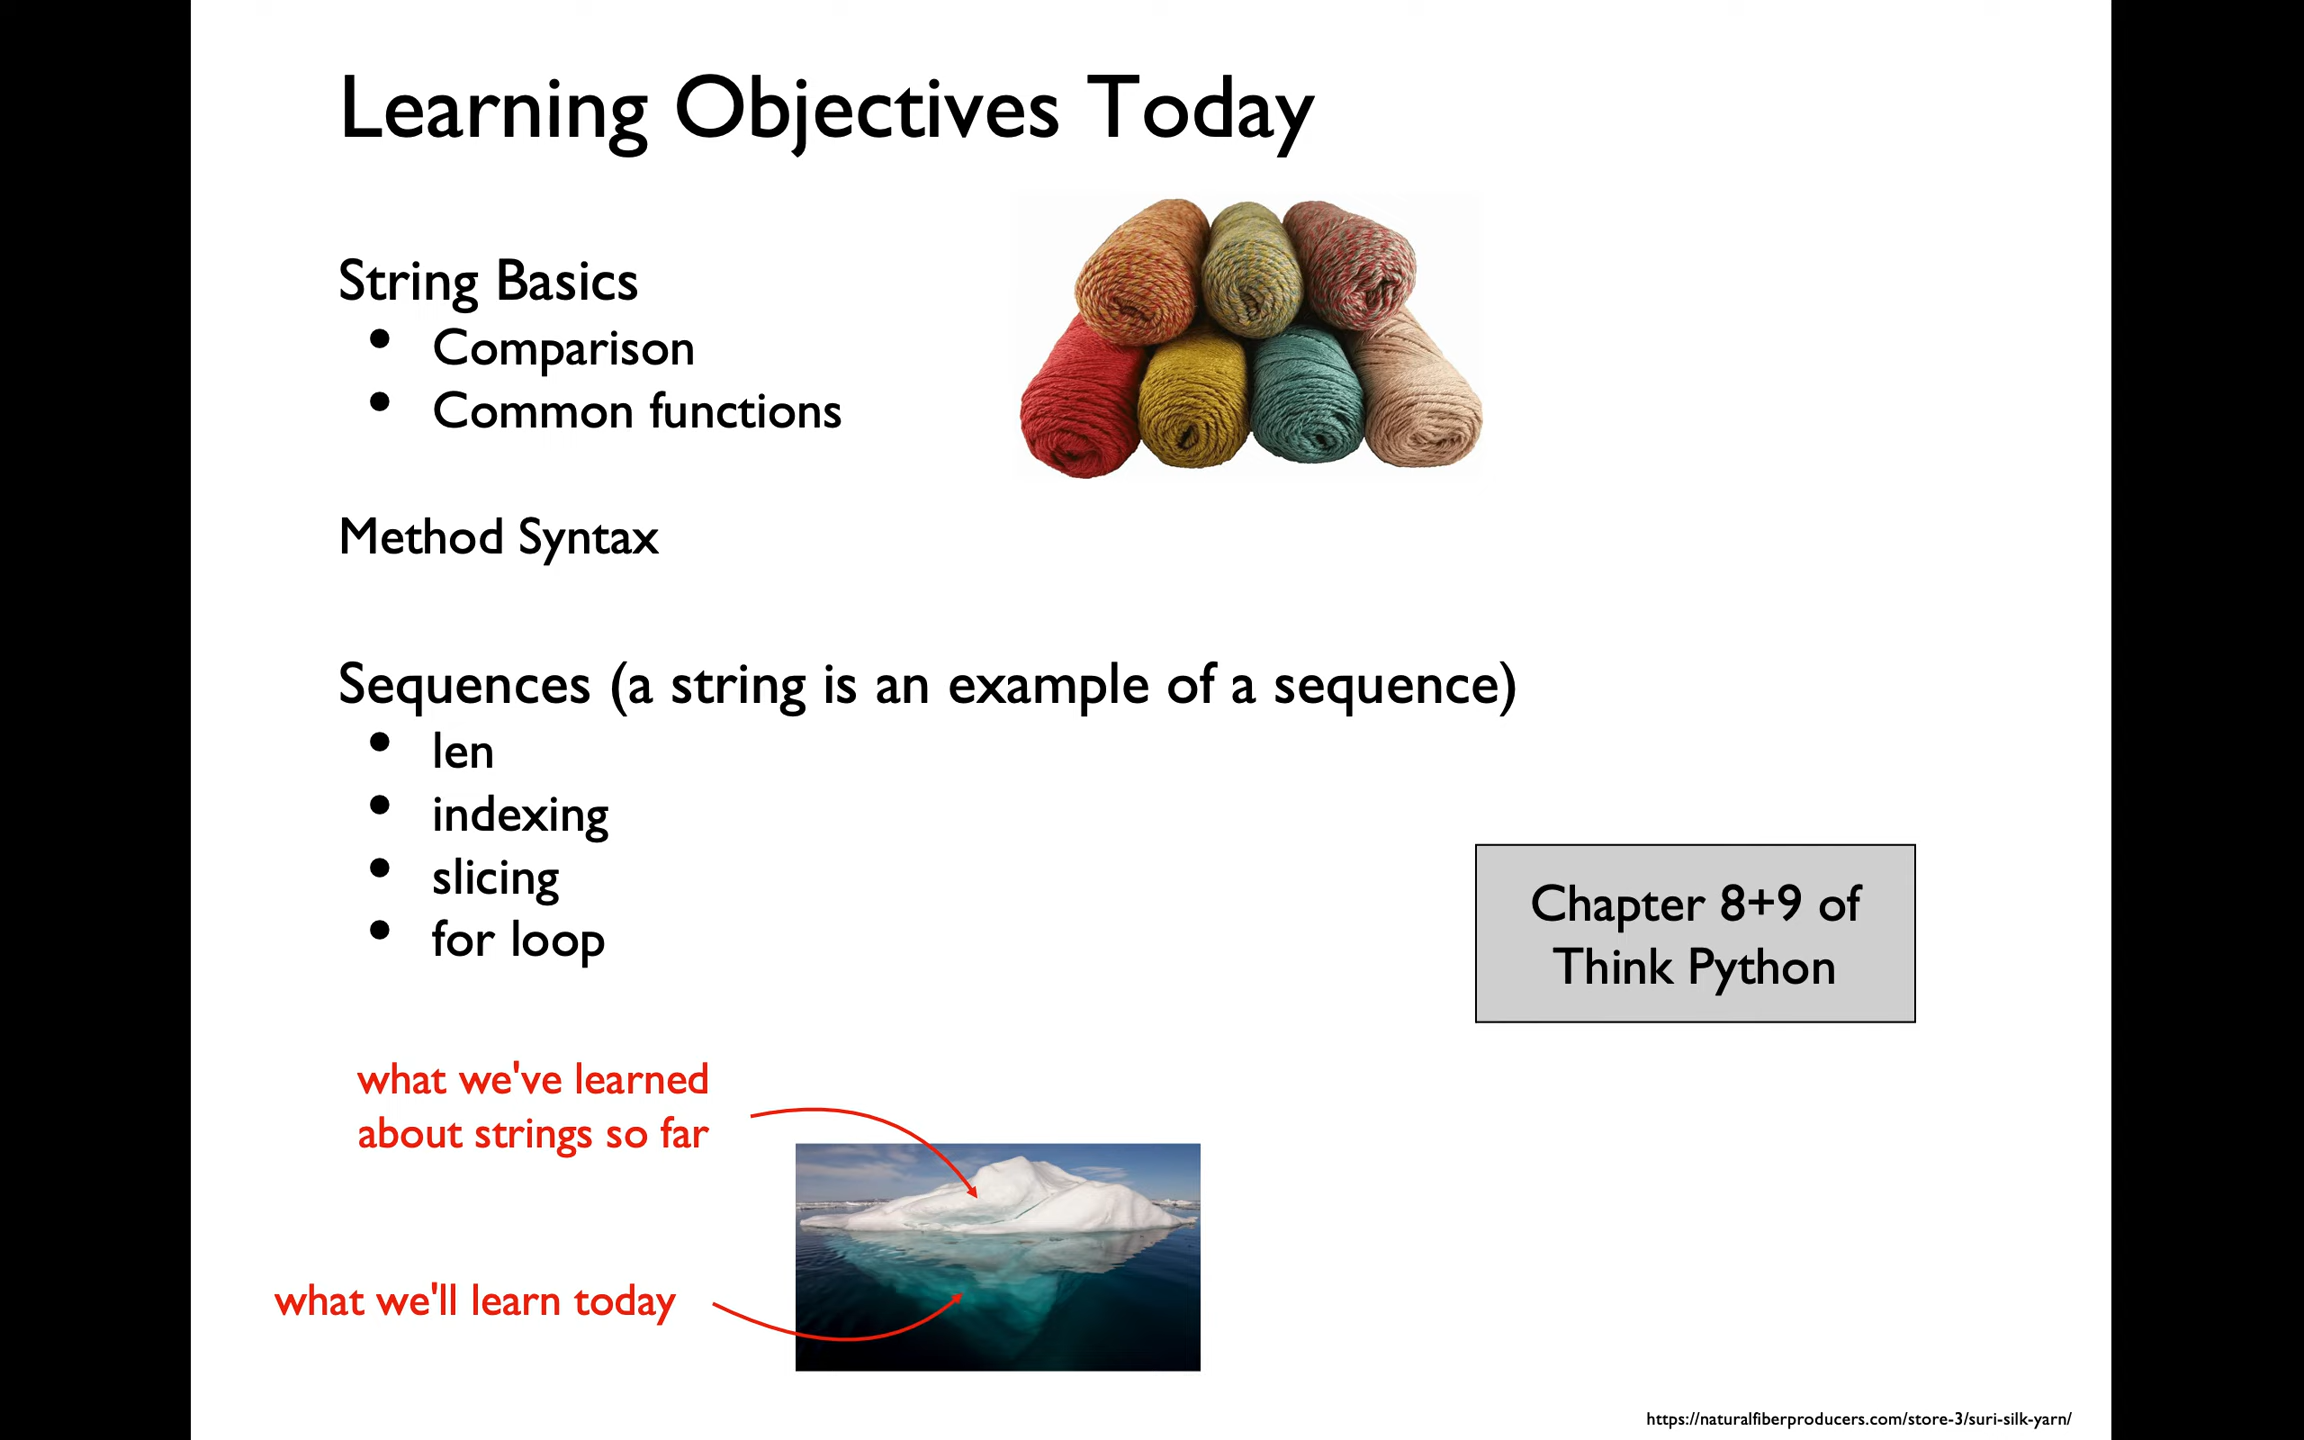 Learning Objectives Today
String Basics
• Comparison
• Common functions
Method Syntax
Sequences (a string is an example of a sequence)
• len
• indexing
• slicing
• for loop
Chapter 8+9 of
Think Python
what we've learned
about strings so far
what we'll learn today
https://naturalfiberproducers.com/store-3/suri-silk-yarn/